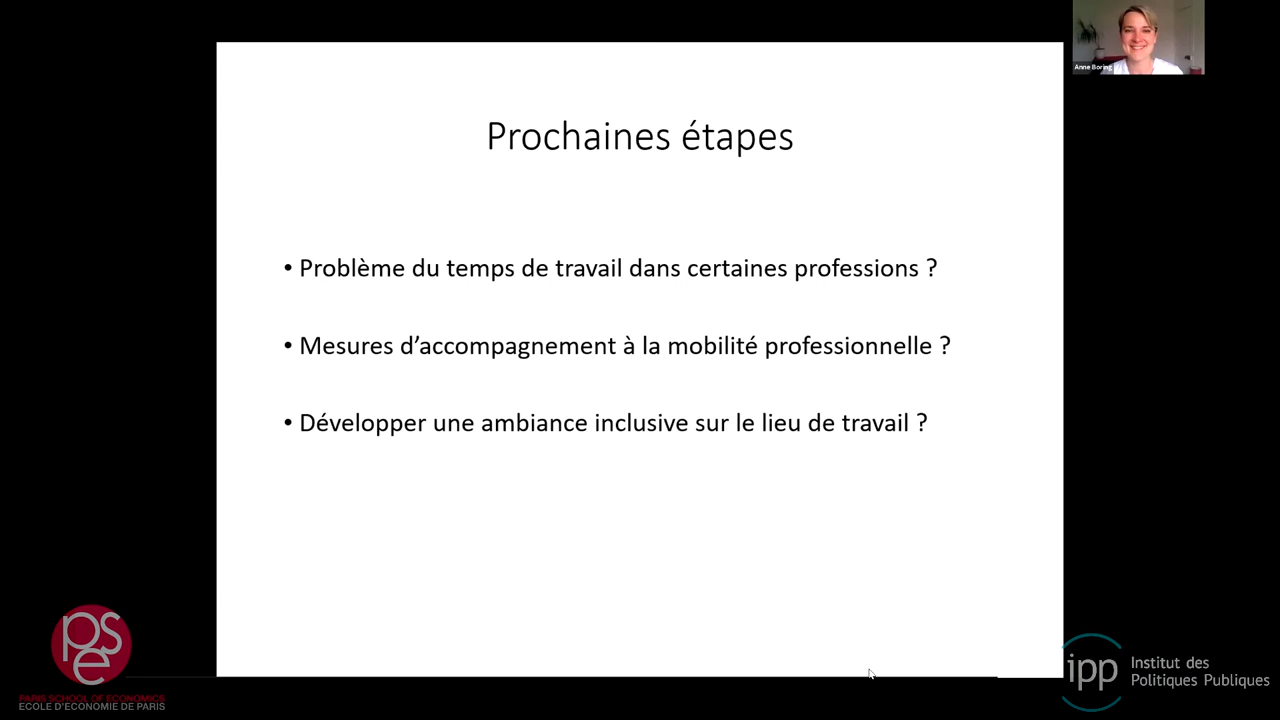 Anne Boring
Prochaines étapes
• Problème du temps de travail dans certaines professions ?
• Mesures d’accompagnement à la mobilité professionnelle ?
• Développer une ambiance inclusive sur le lieu de travail ?
pse
PARIS SCHOOL OF ECONOMICS
ECOLE D'ECONOMIE DE PARIS
ipp
Institut des
Politiques Publiques